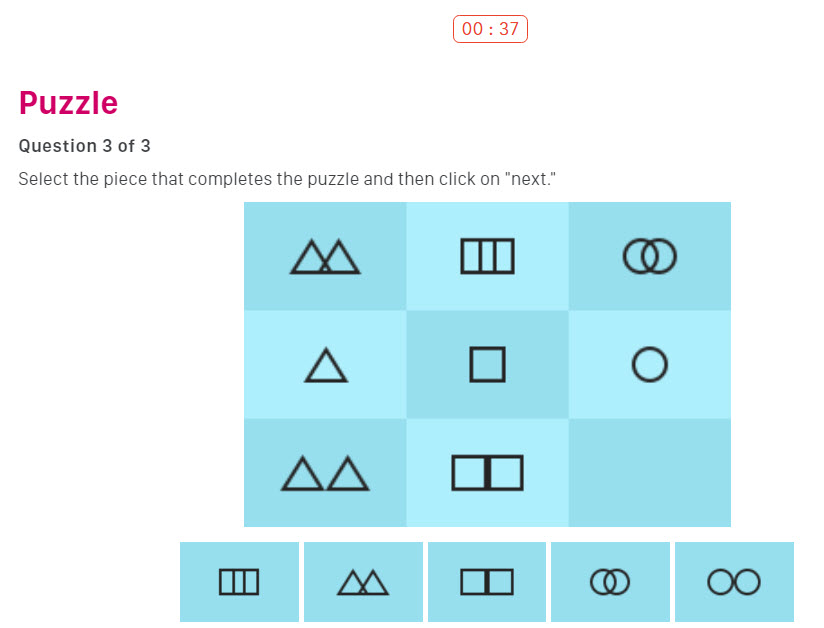 00 : 37
Puzzle
Question 3 of 3
Select the piece that completes the puzzle and then click on "next."